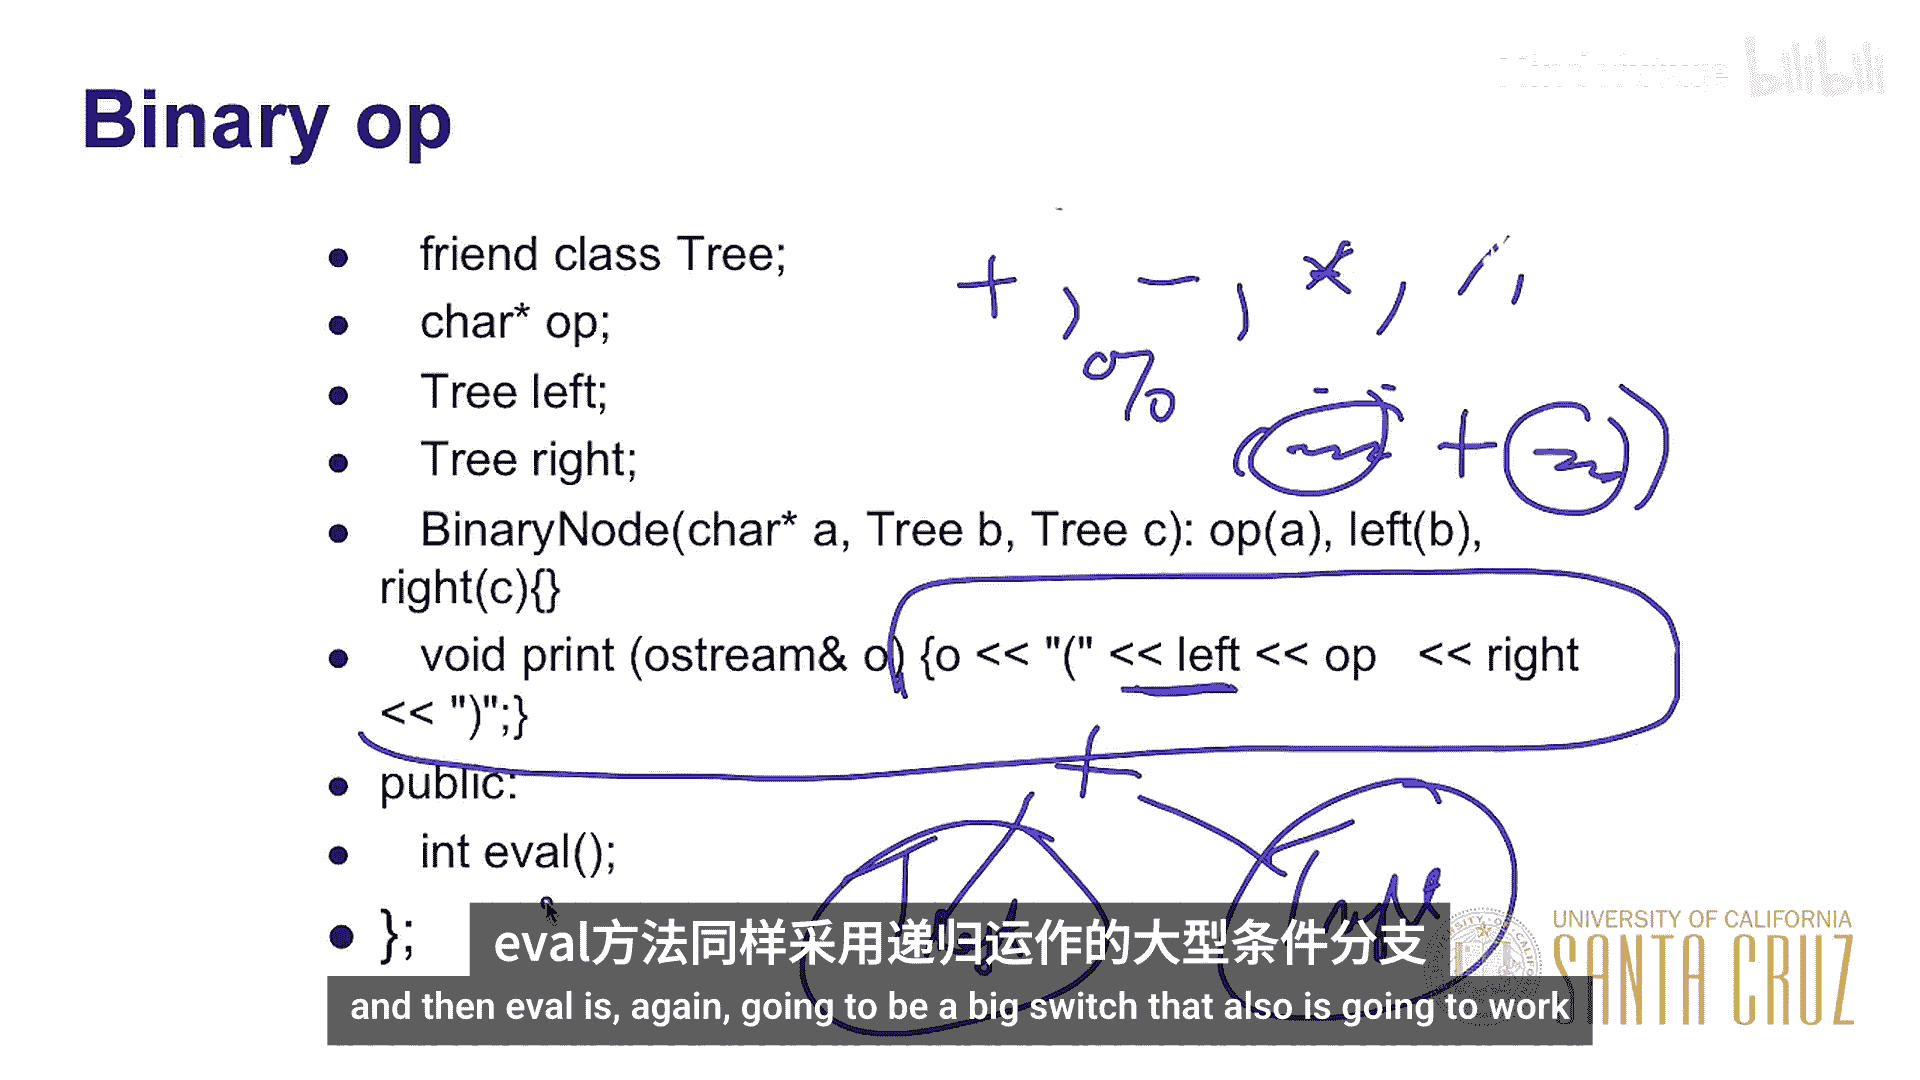 bilibili
Binary op
+ , - , * , / ,
%
( + )
● friend class Tree;
● char* op;
● Tree left;
● Tree right;
● BinaryNode(char* a, Tree b, Tree c): op(a), left(b),
right(c){}
● void print (ostream& o) {o << "(" << left << op << right
<< ")";}
+
● public:
● int eval();
● };
eval方法同样采用递归运作的大型条件分支
and then eval is, again, going to be a big switch that also is going to work
UNIVERSITY OF CALIFORNIA
SANTA CRUZ